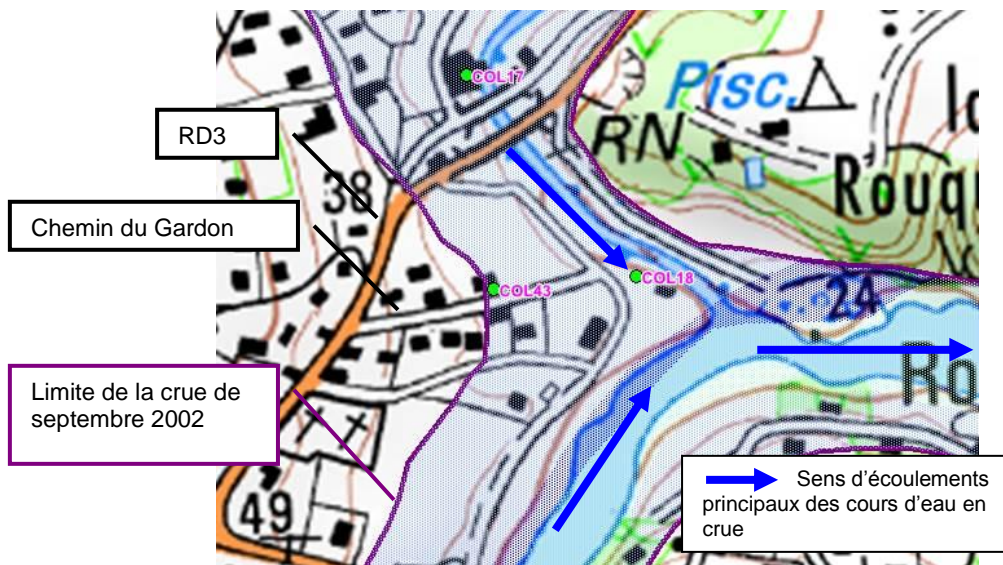 COL17
Pisc.
RN
RD3
38
Rouq
Chemin du Gardon
COL43
COL18
24
Limite de la crue de
septembre 2002
Ro
49
Sens d'écoulements
principaux des cours d'eau en
crue